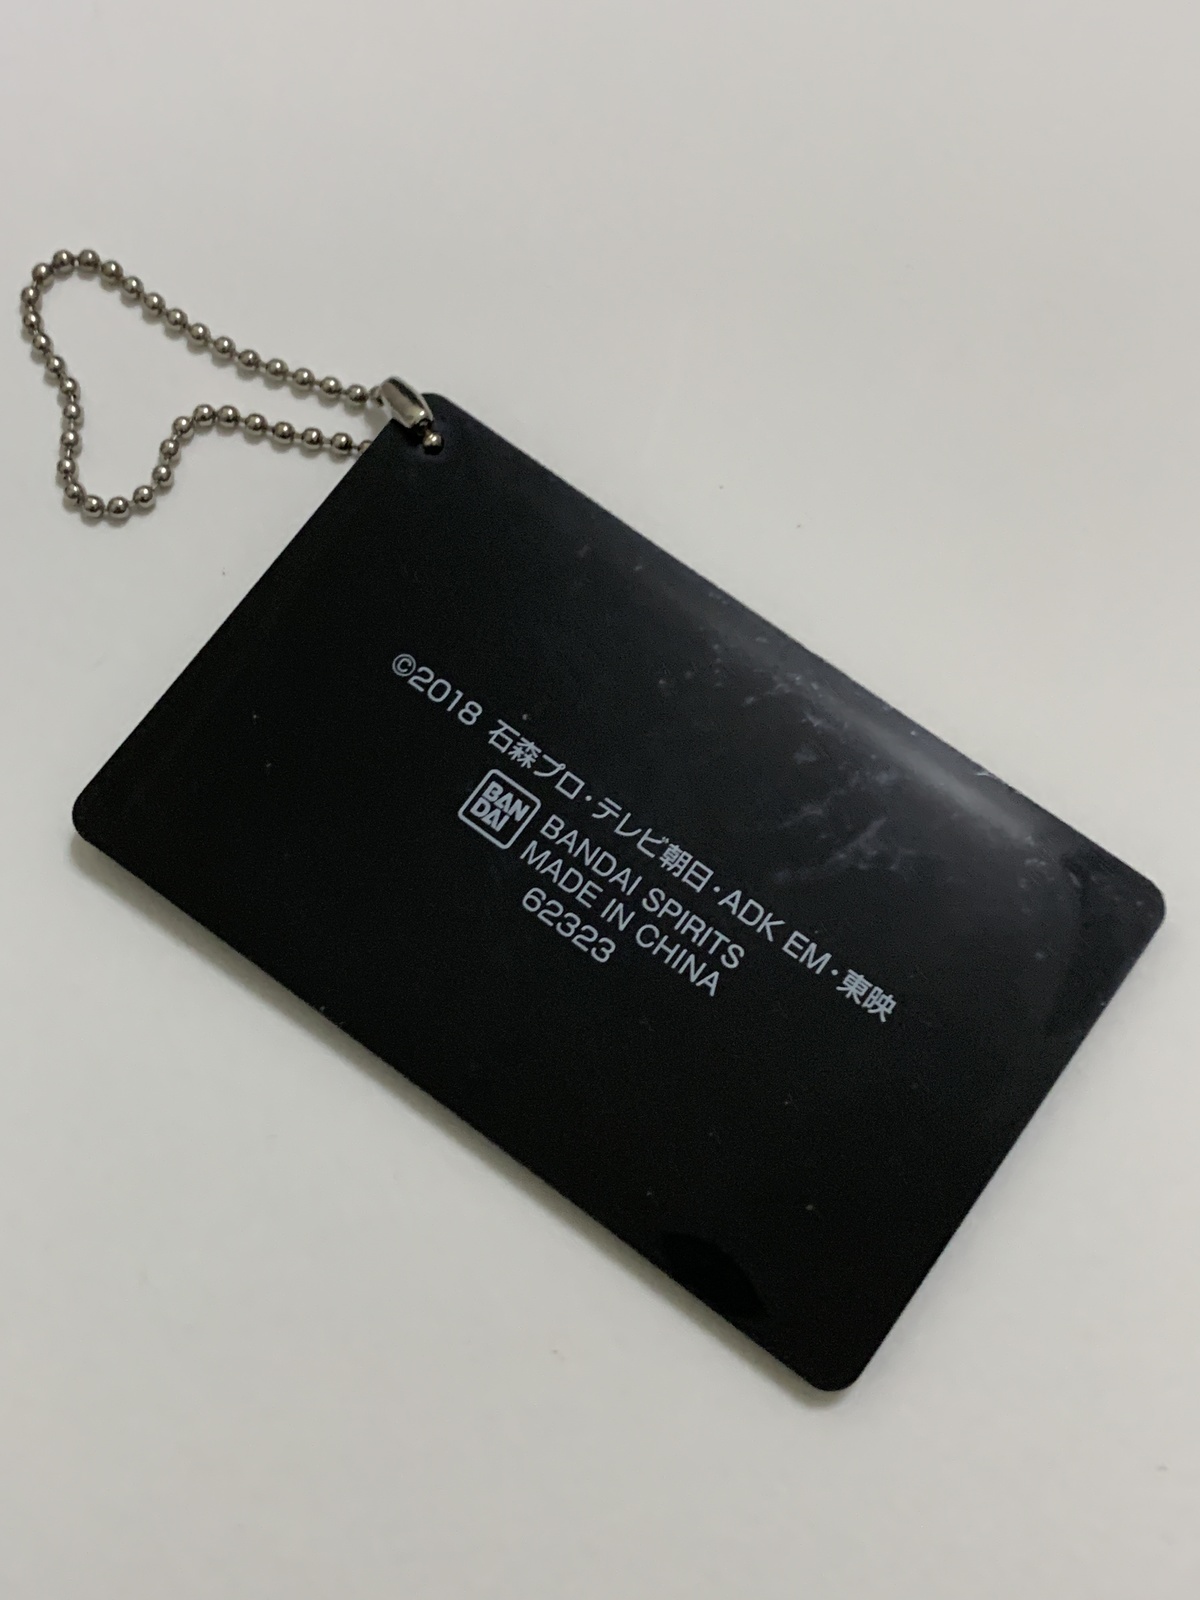 ©2018 石森プロ・テレビ朝日・ADK EM・東映
BAN
DAI
BANDAI SPIRITS
MADE IN CHINA
62323